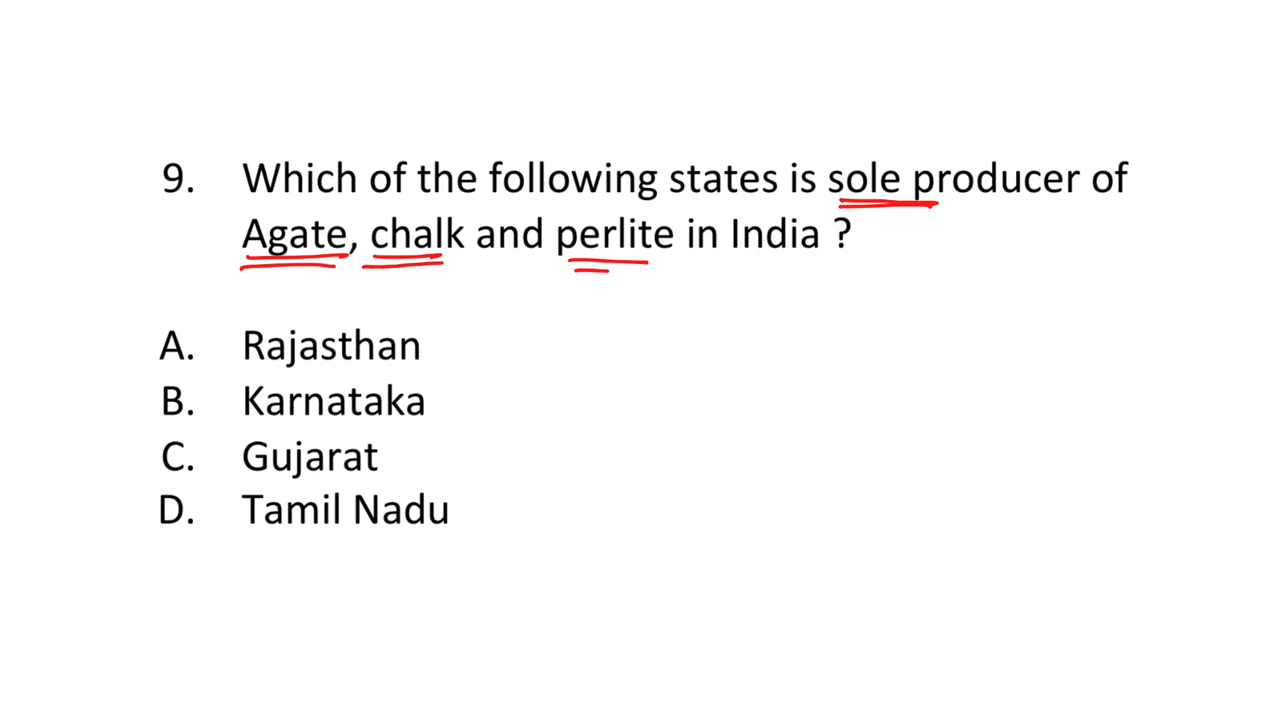 9. Which of the following states is sole producer of
Agate, chalk and perlite in India ?
A. Rajasthan
B. Karnataka
C. Gujarat
D. Tamil Nadu